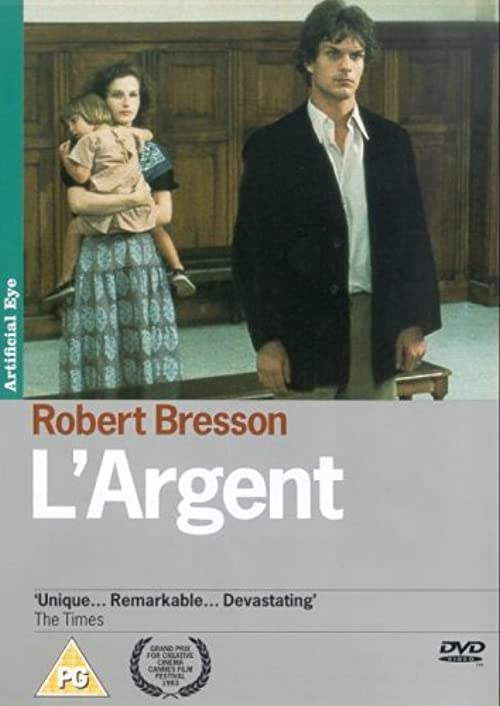 Artificial Eye
Robert Bresson
L'Argent
'Unique... Remarkable... Devastating'
The Times
PG
GRAND PRIX
FOR CREATIVE
CINEMA
CANNES FILM
FESTIVAL
1983
DVD
VIDEO
™